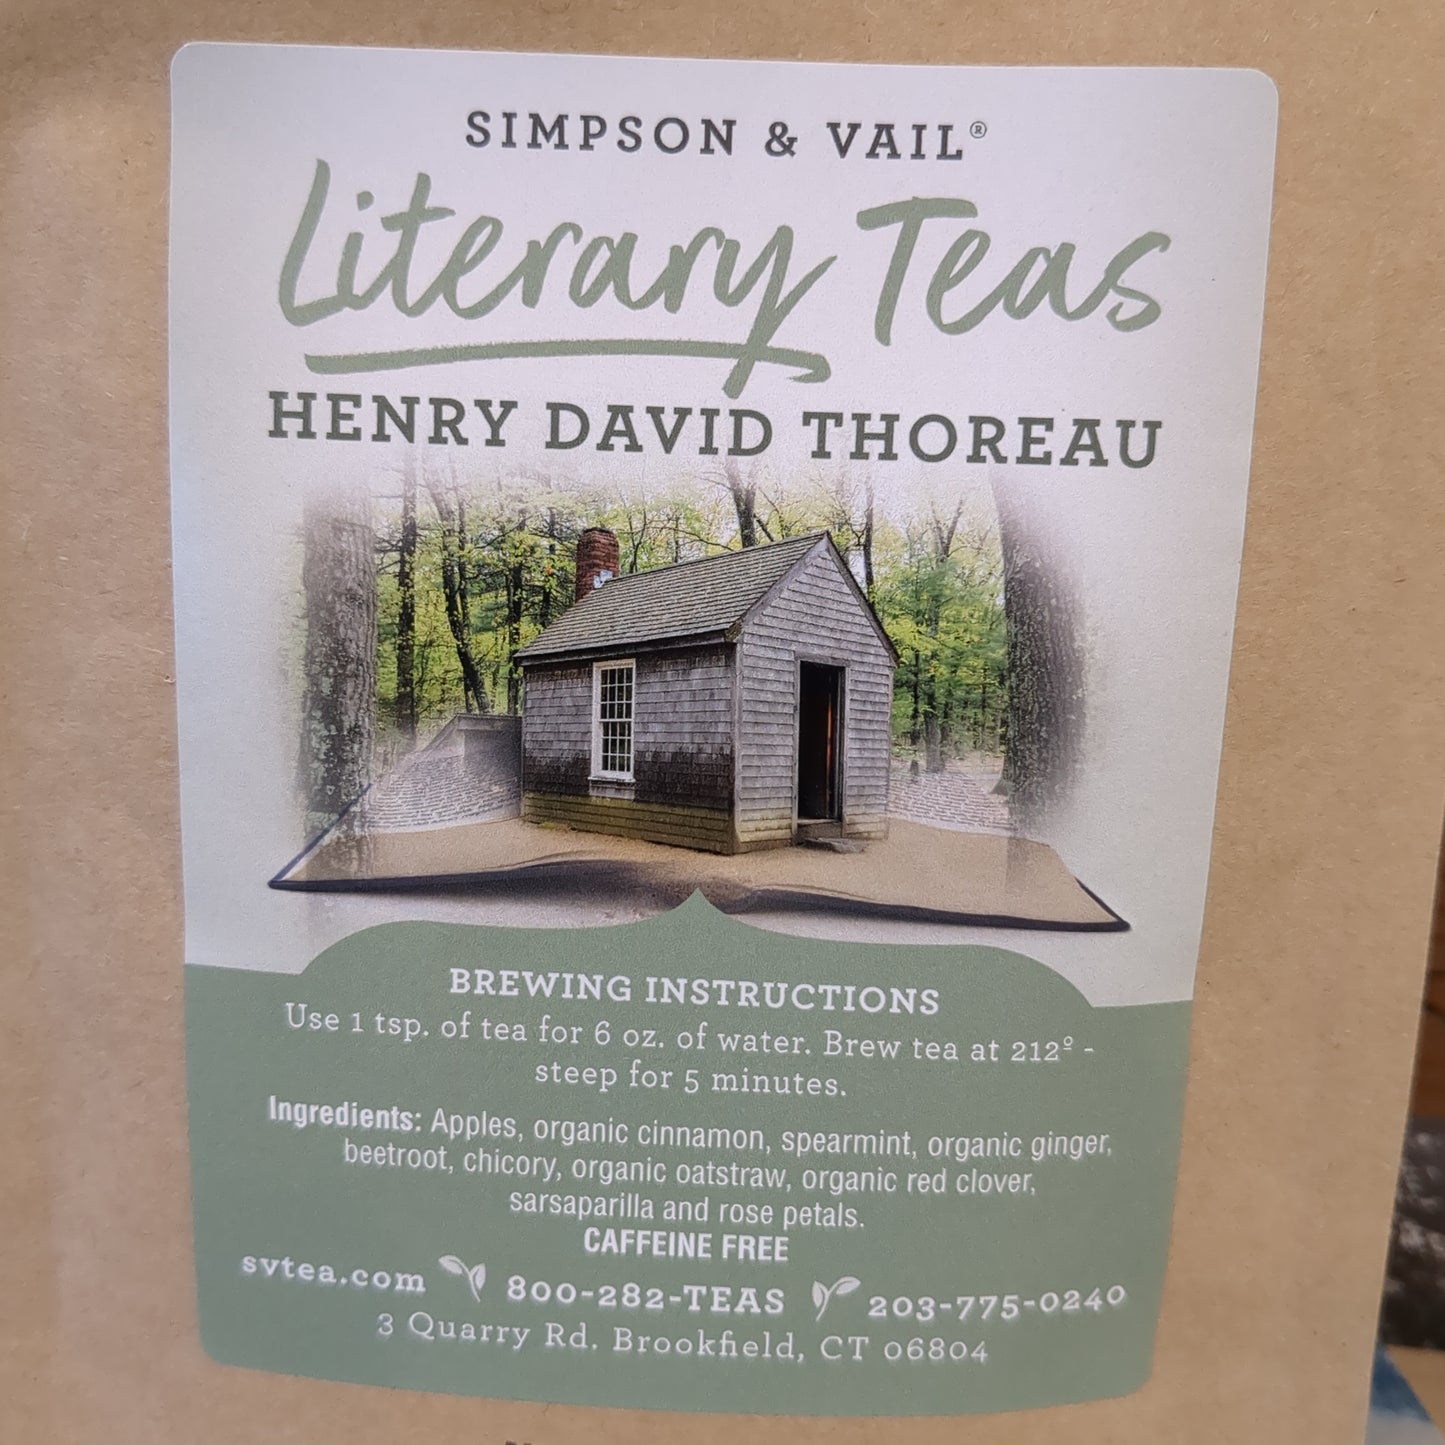 SIMPSON & VAIL®
Literary Teas
HENRY DAVID THOREAU
BREWING INSTRUCTIONS
Use 1 tsp. of tea for 6 oz. of water. Brew tea at 212º -
steep for 5 minutes.
Ingredients: Apples, organic cinnamon, spearmint, organic ginger,
beetroot, chicory, organic oatstraw, organic red clover,
sarsaparilla and rose petals.
CAFFEINE FREE
svtea.com 800-282-TEAS 203-775-0240
3 Quarry Rd. Brookfield, CT 06804